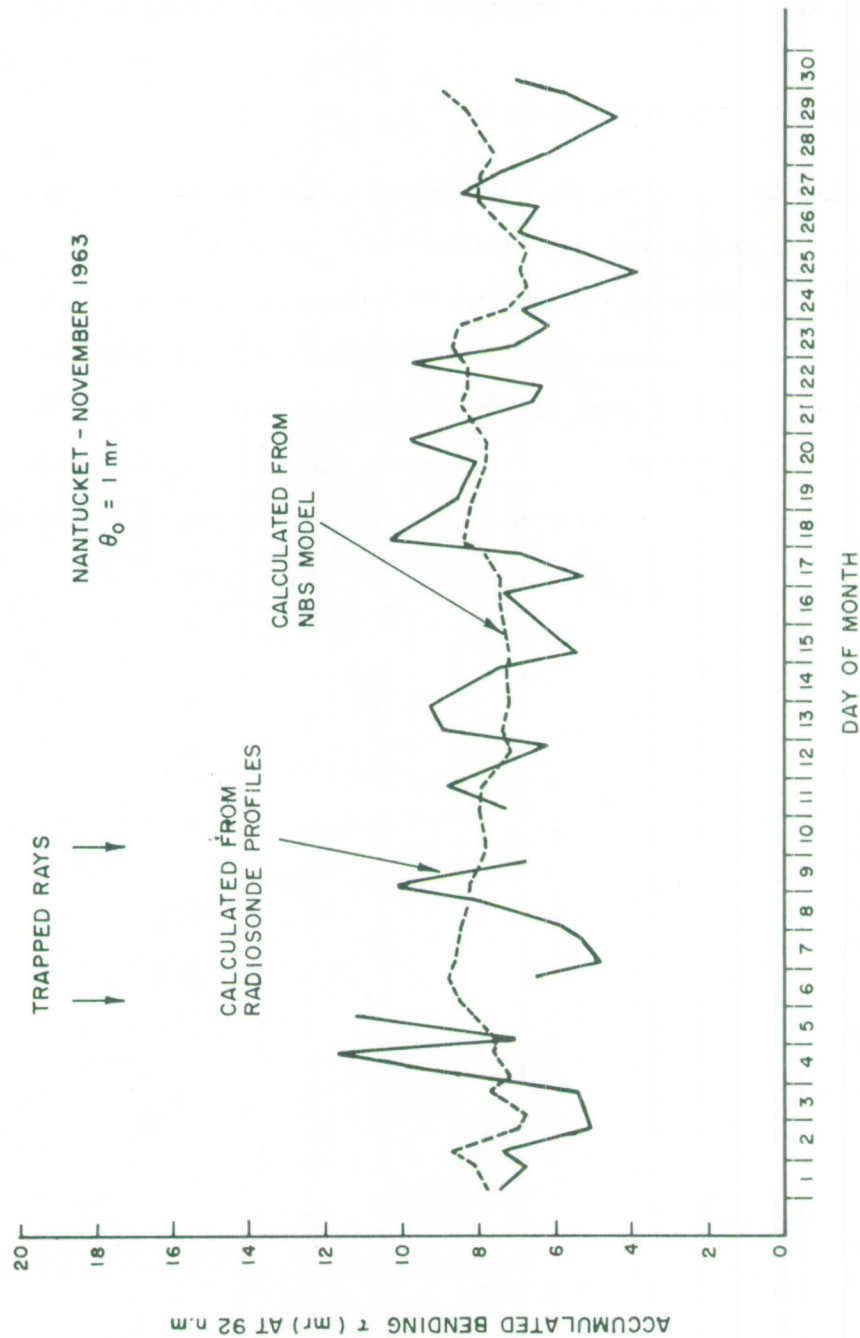 NANTUCKET - NOVEMBER 1963
θ₀ = 1 mr
TRAPPED RAYS
CALCULATED FROM
RADIOSONDE PROFILES
CALCULATED FROM
NBS MODEL
ACCUMULATED BENDING τ (mr) AT 92 n.m
20
18
16
14
12
10
8
6
4
2
0
1 2 3 4 5 6 7 8 9 10 11 12 13 14 15 16 17 18 19 20 21 22 23 24 25 26 27 28 29 30
DAY OF MONTH